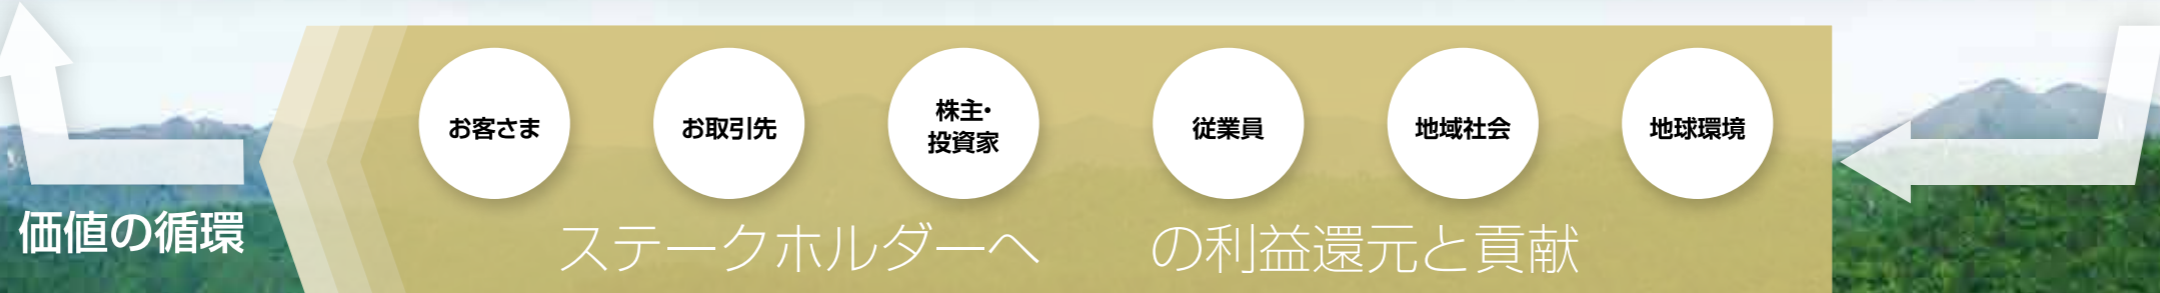 お客さま
お取引先
株主・
投資家
従業員
地域社会
地球環境
価値の循環
ステークホルダーへ の利益還元と貢献